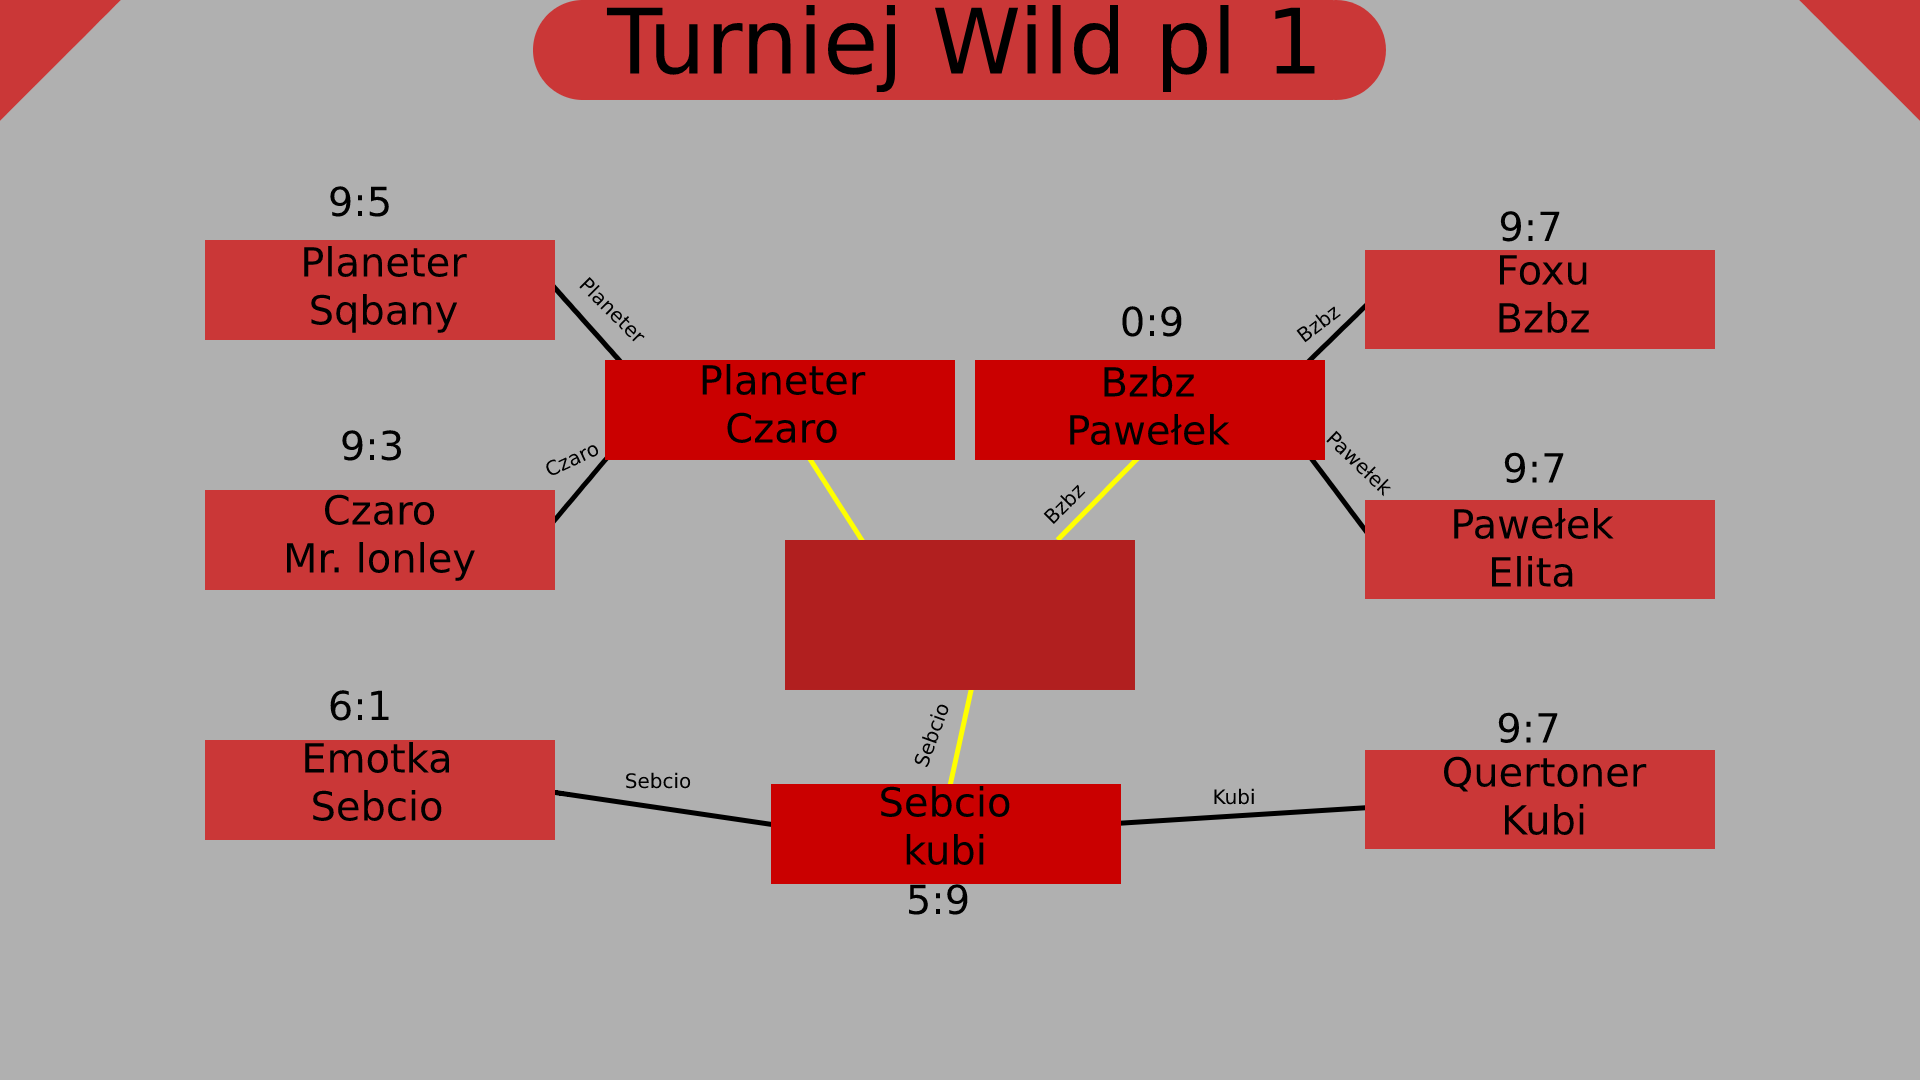 Turniej Wild pl 1
9:5
Planeter
Sqbany
Planeter
9:3
Czaro
Mr. lonley
Czaro
Planeter
Czaro
0:9
Bzbz
Pawełek
Bzbz
9:7
Foxu
Bzbz
Bzbz
Pawełek
9:7
Pawełek
Elita
6:1
Emotka
Sebcio
Sebcio
Sebcio
Sebcio
kubi
5:9
Kubi
9:7
Quertoner
Kubi